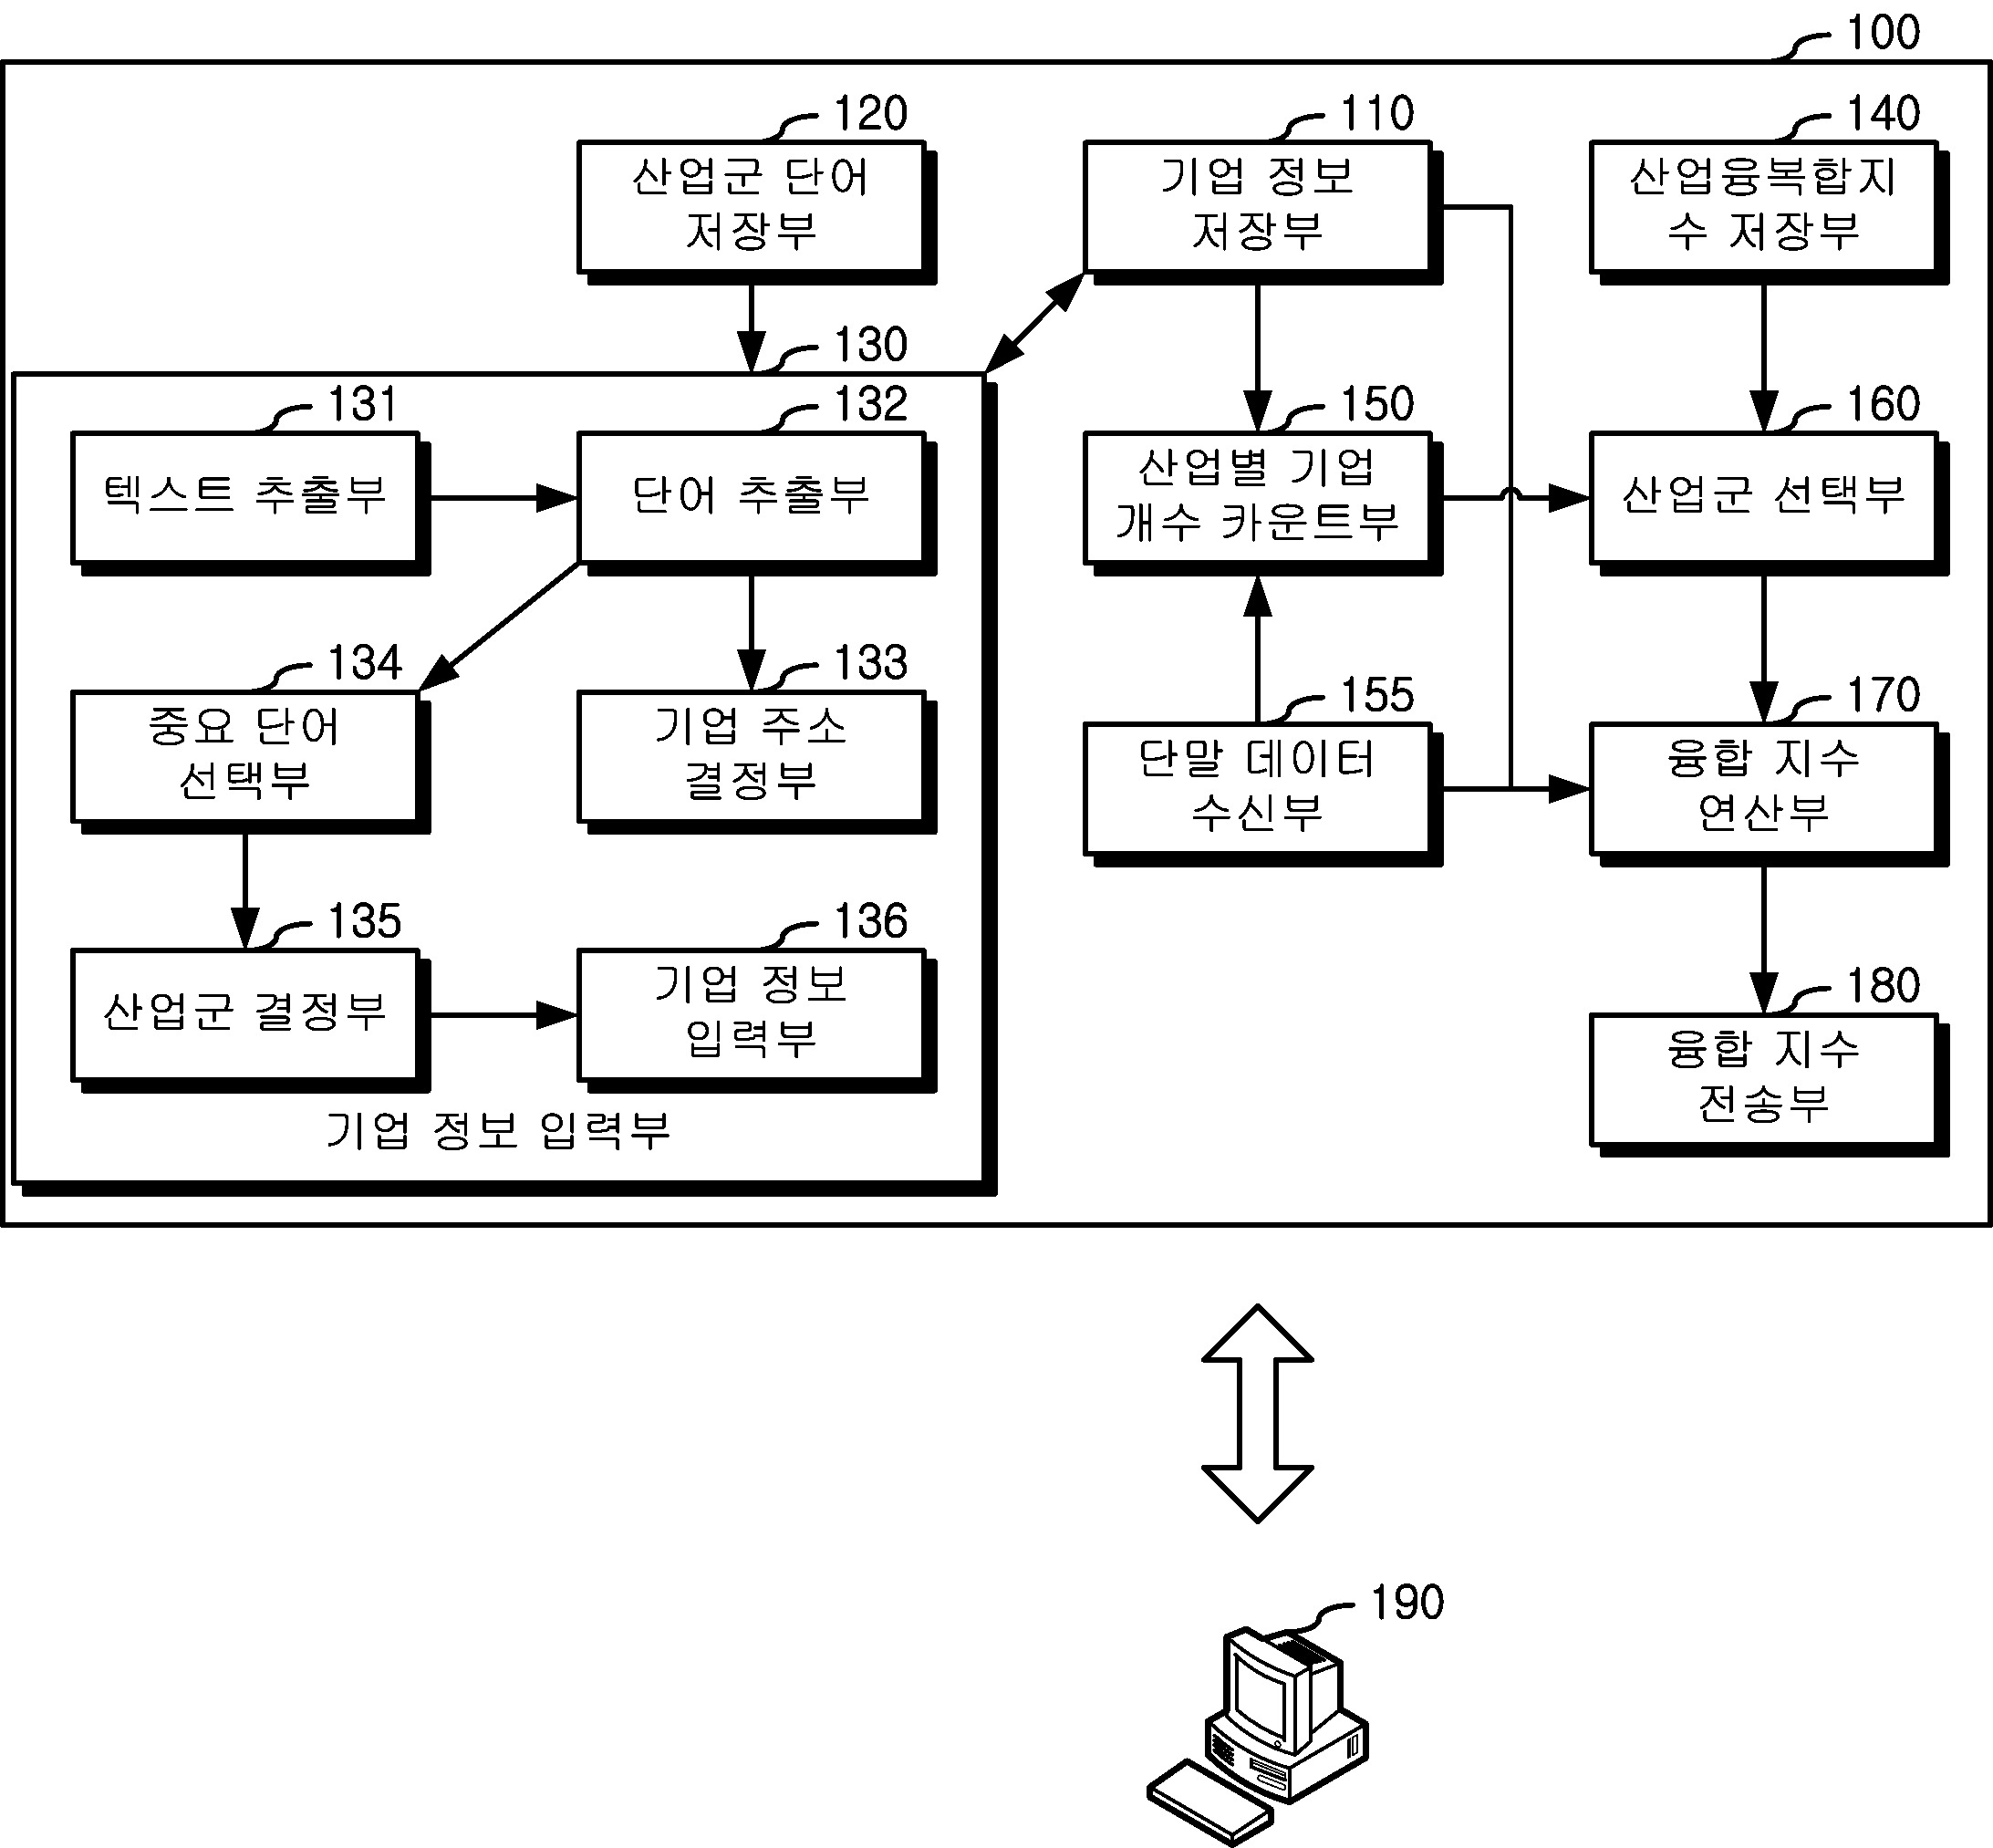 100
120
산업군 단어
저장부
110
기업 정보
저장부
140
산업융복합지
수 저장부
130
131
텍스트 추출부
132
단어 추출부
134
중요 단어
선택부
133
기업 주소
결정부
135
산업군 결정부
136
기업 정보
입력부
기업 정보 입력부
150
산업별 기업
개수 카운트부
160
산업군 선택부
155
단말 데이터
수신부
170
융합 지수
연산부
180
융합 지수
전송부
190